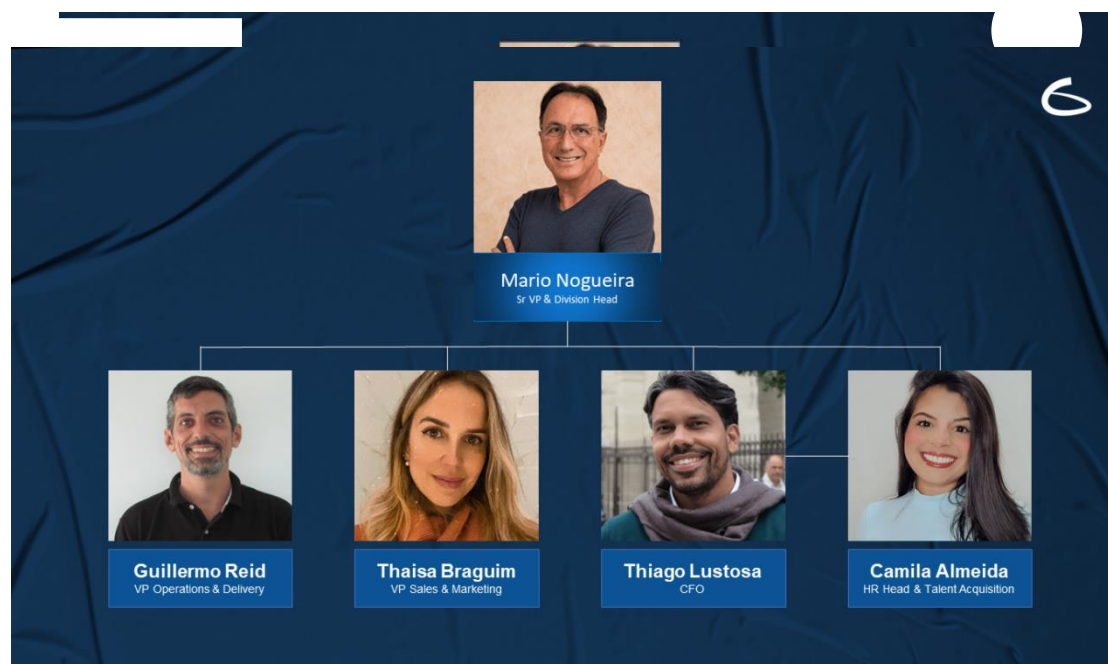 Mario Nogueira
Sr VP & Division Head
Guillermo Reid
VP Operations & Delivery
Thaisa Braguim
VP Sales & Marketing
Thiago Lustosa
CFO
Camila Almeida
HR Head & Talent Acquisition